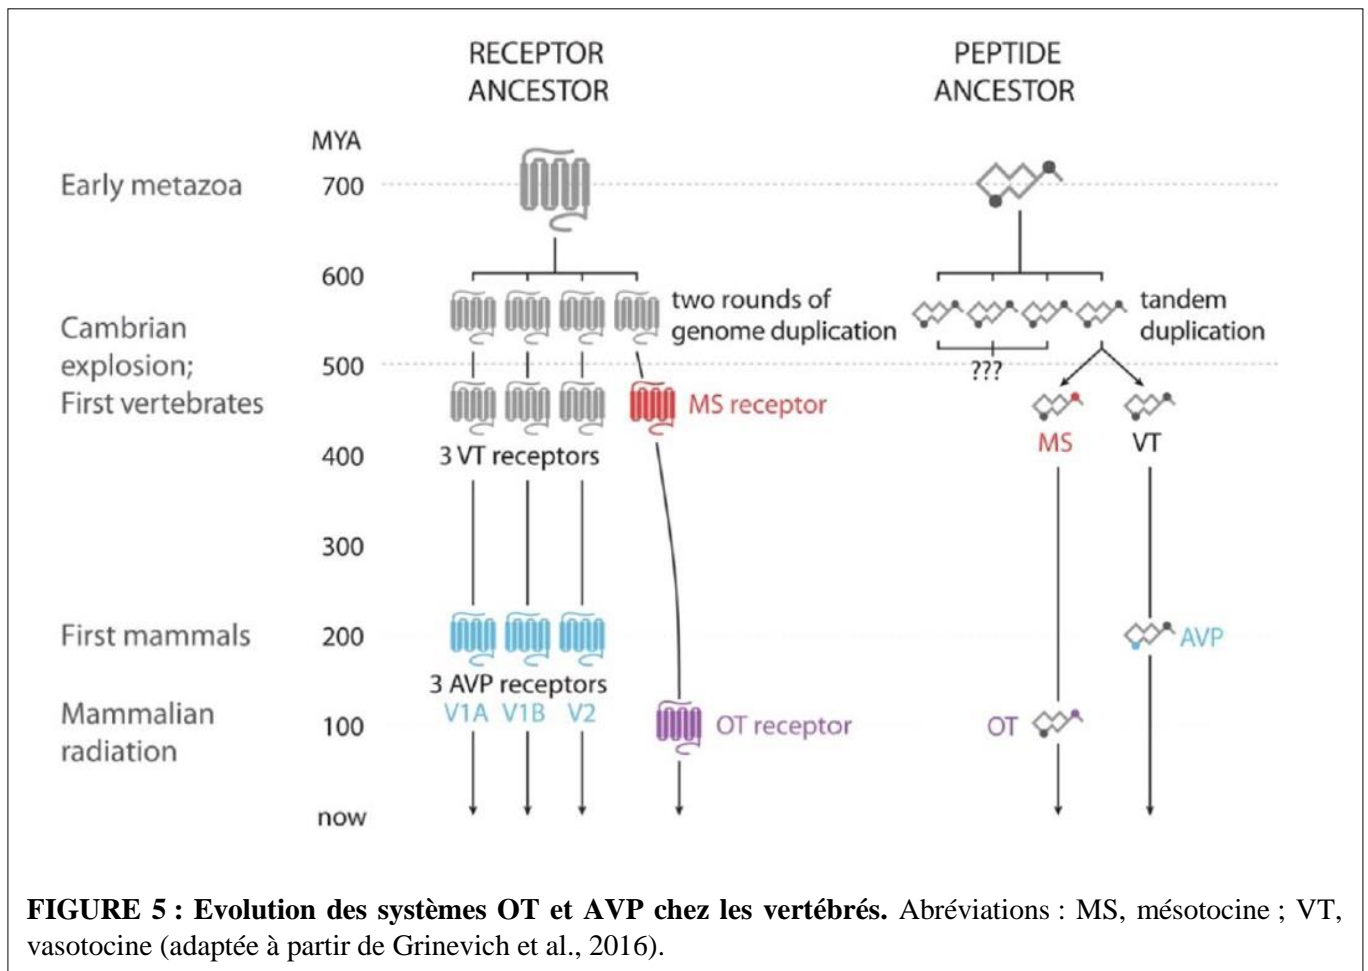 RECEPTOR
ANCESTOR
PEPTIDE
ANCESTOR
MYA
Early metazoa
700
600
two rounds of
genome duplication
tandem
duplication
Cambrian
explosion;
First vertebrates
500
???
MS receptor
MS
VT
3 VT receptors
400
300
First mammals
200
AVP
3 AVP receptors
V1A V1B V2
Mammalian
radiation
100
OT receptor
OT
now
FIGURE 5 : Evolution des systèmes OT et AVP chez les vertébrés. Abréviations : MS, mésotocine ; VT,
vasotocine (adaptée à partir de Grinevich et al., 2016).